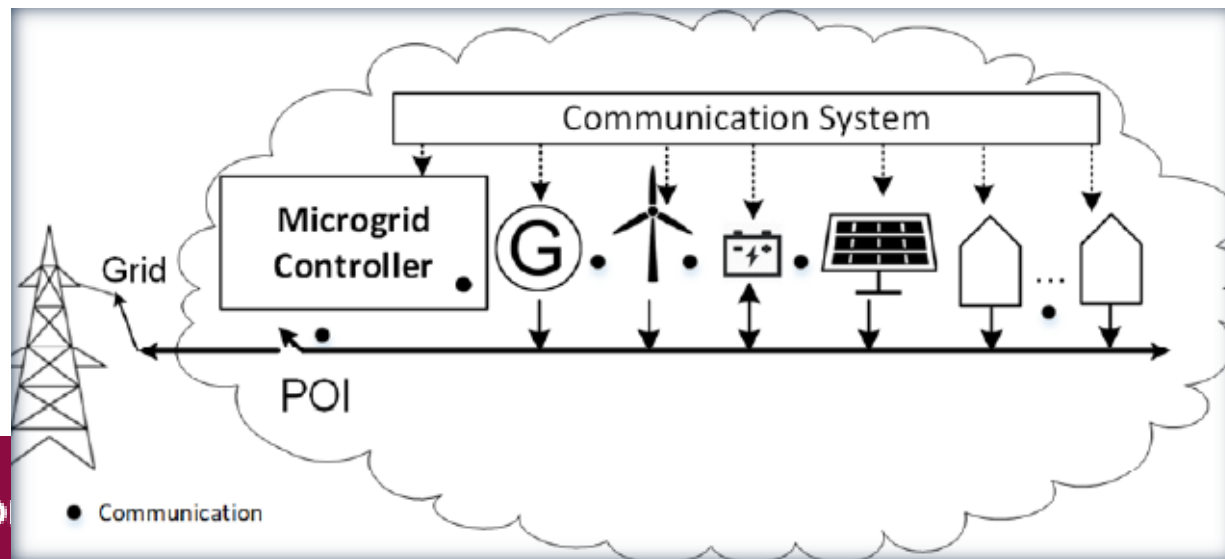 Communication System
Microgrid
Controller
G
Grid
...
POI
Communication